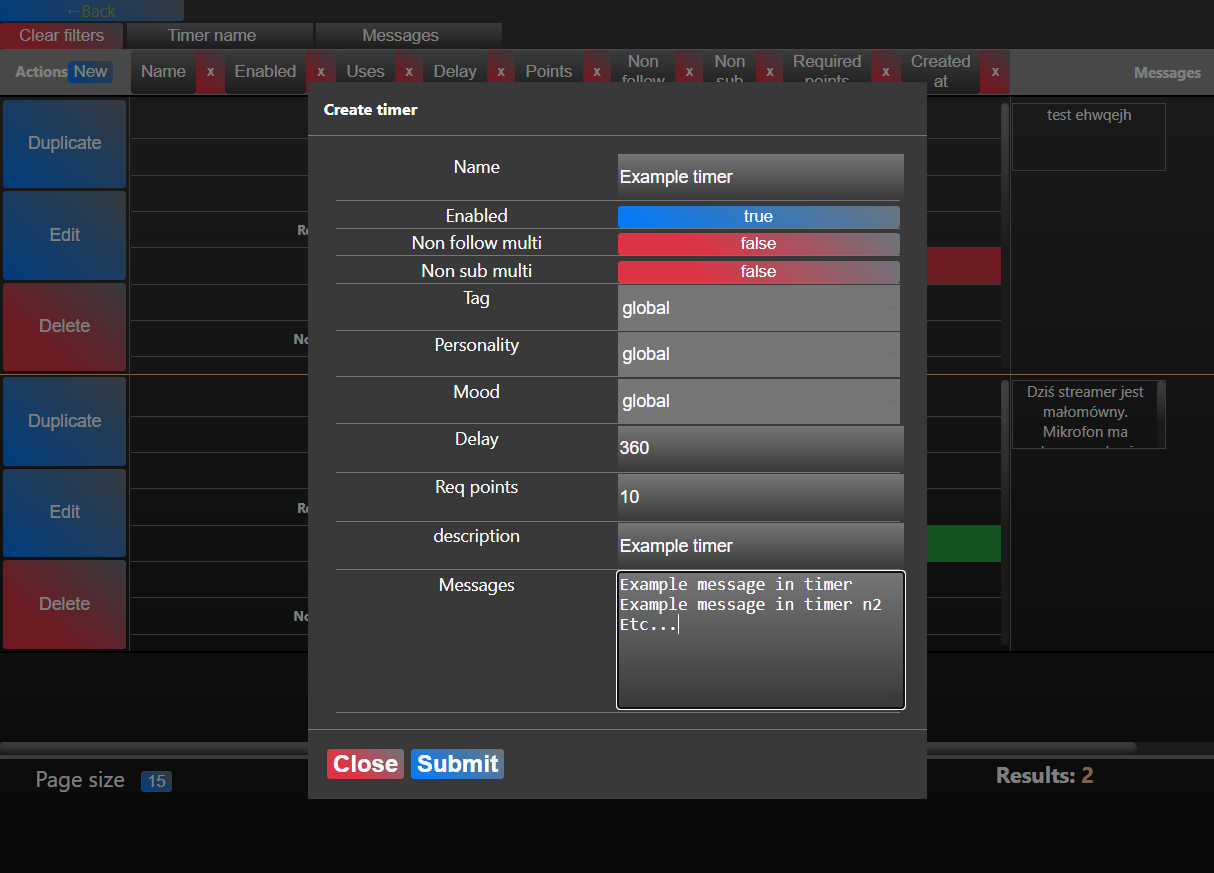 ←Back
Clear filters Timer name Messages
Actions New Name x Enabled x Uses x Delay x Points x Non follow x Non sub x Required points x Created at x Messages
Create timer
Name Example timer
Enabled true
Non follow multi false
Non sub multi false
Tag global
Personality global
Mood global
Delay 360
Req points 10
description Example timer
Messages Example message in timer
Example message in timer n2
Etc...
Close Submit
Duplicate
Edit
Delete
Duplicate
Edit
Delete
test ehwqejh
Dziś streamer jest
małomówny.
Mikrofon ma
Page size 15
Results: 2